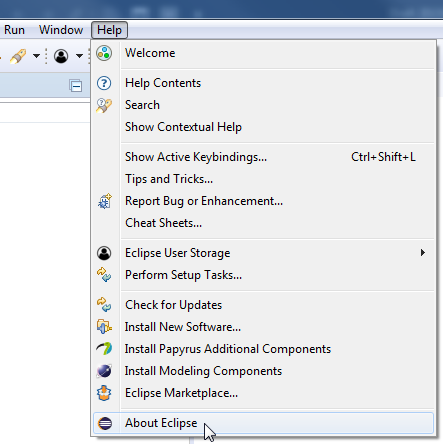 Run Window Help
Welcome
Help Contents
Search
Show Contextual Help
Show Active Keybindings... Ctrl+Shift+L
Tips and Tricks...
Report Bug or Enhancement...
Cheat Sheets...
Eclipse User Storage
Perform Setup Tasks...
Check for Updates
Install New Software...
Install Papyrus Additional Components
Install Modeling Components
Eclipse Marketplace...
About Eclipse